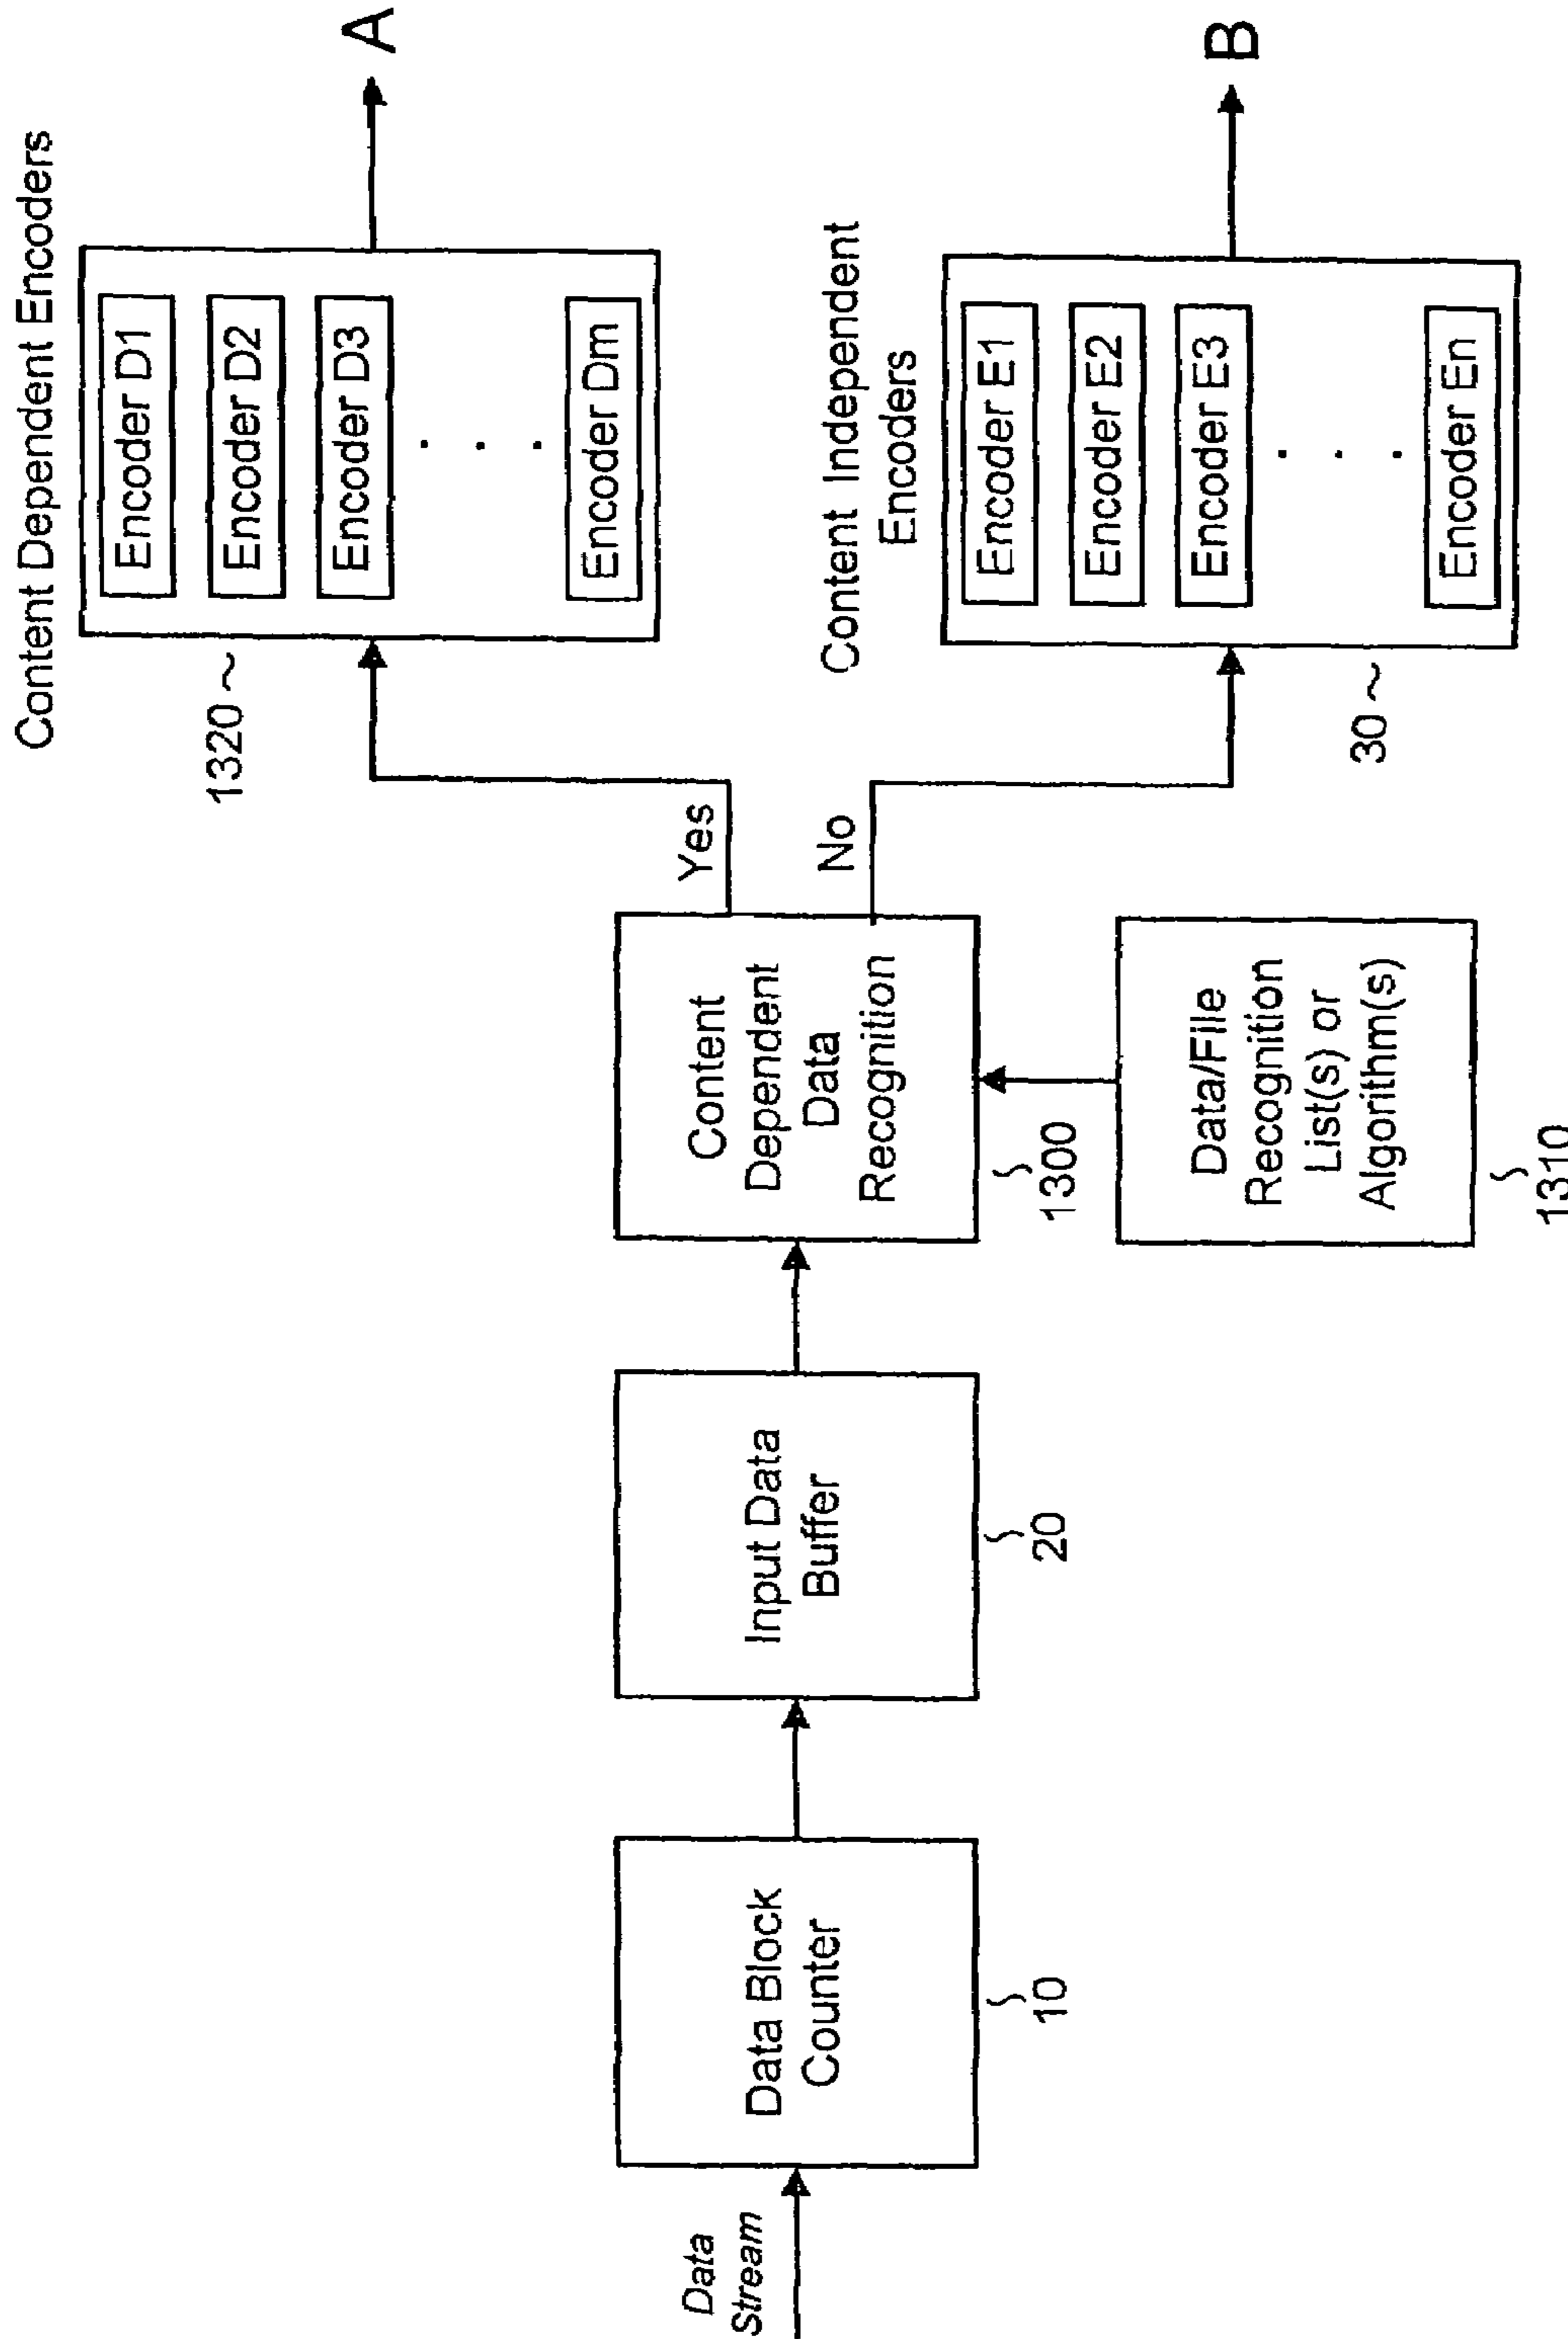 Data
Stream
Data Block
Counter
10
Input Data
Buffer
20
Content
Dependent
Data
Recognition
1300
Data/File
Recognition
List(s) or
Algorithm(s)
1310
Yes
No
Content Dependent Encoders
1320
Encoder D1
Encoder D2
Encoder D3
. . .
Encoder Dm
A
Content Independent
Encoders
30
Encoder E1
Encoder E2
Encoder E3
. . .
Encoder En
B